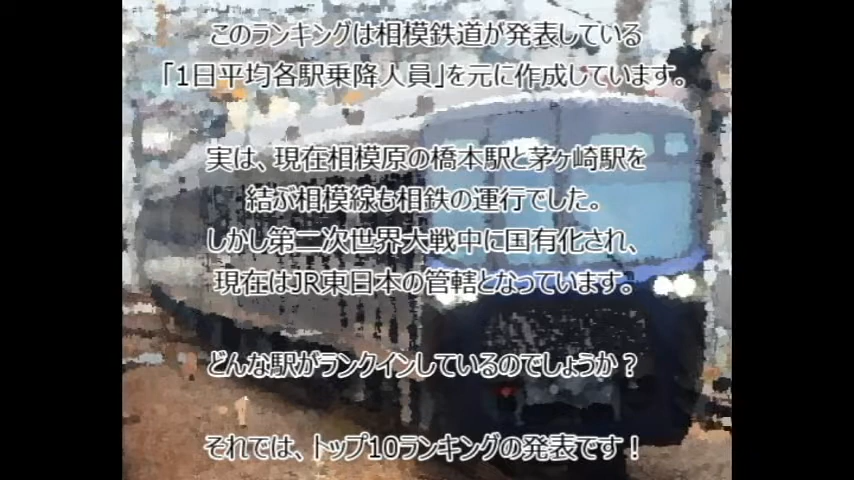 このランキングは相模鉄道が発表している
「1日平均各駅乗降人員」を元に作成しています。
実は、現在相模原の橋本駅と茅ヶ崎駅を
結ぶ相模線も相鉄の運行でした。
しかし第二次世界大戦中に国有化され、
現在はJR東日本の管轄となっています。
どんな駅がランクインしているのでしょうか？
それでは、トップ10ランキングの発表です！